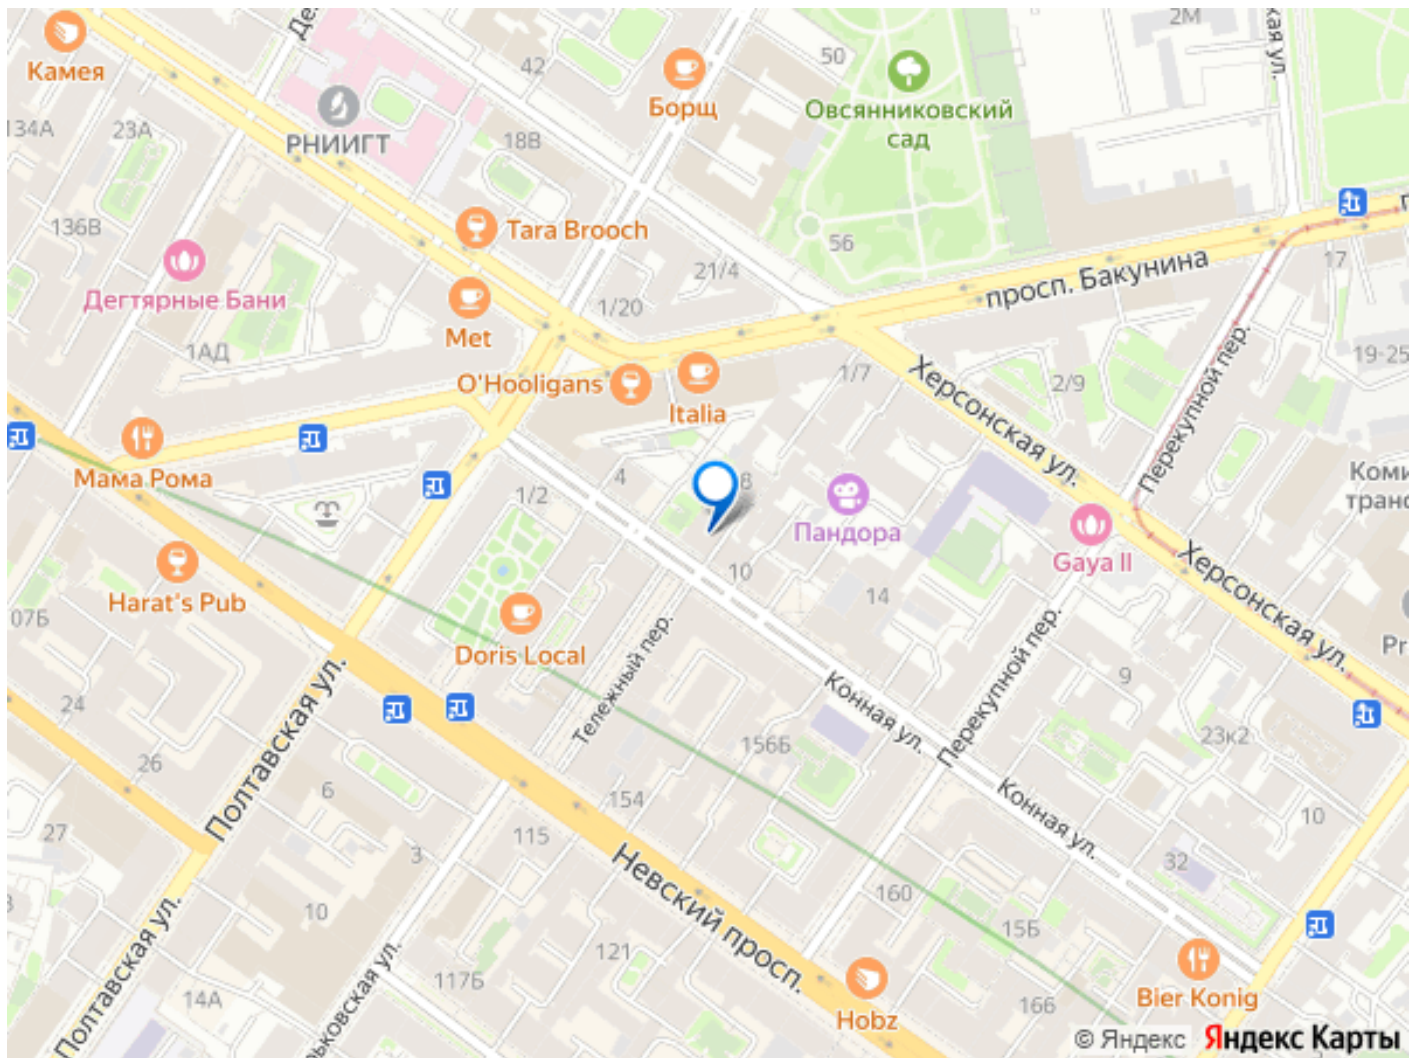 Камея
134А
23А
РНИИГТ
42
18В
Борщ
50
Овсянниковский
сад
2М
кая ул.
136В
Дегтярные Бани
Tara Brooch
Met
1/20
21/4
56
просп. Бакунина
17
1АД
O'Hooligans
Italia
1/7
2/9
19-25
Мама Рома
Херсонская ул.
Перекупной пер.
4
1/2
8
Пандора
Gaya II
Harat's Pub
07Б
10
14
Doris Local
Тележный пер.
Херсонская ул.
Перекупной пер.
9
24
Полтавская ул.
Конная ул.
156Б
23к2
26
6
154
10
27
3
115
Невский просп.
Конная ул.
32
10
160
15Б
Полтавская ул.
14А
117Б
121
166
Hobz
Bier Konig
© Яндекс Яндекс Карты